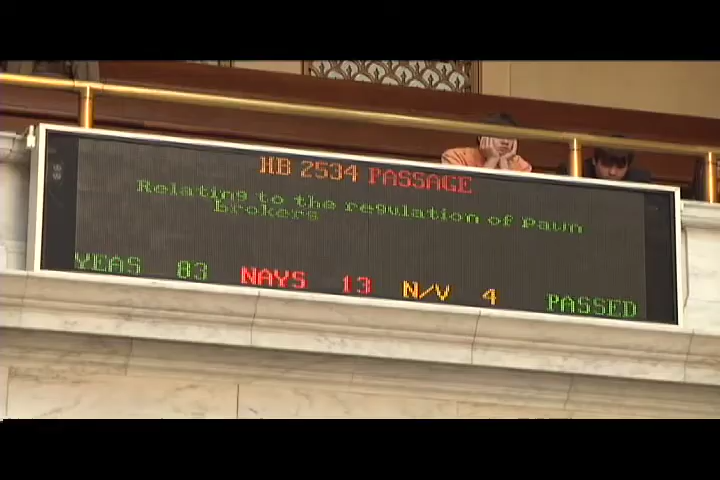 HB 2534 PASSAGE
Relating to the regulation of Pawn
brokers
YEAS 83 NAYS 13 N/V 4 PASSED